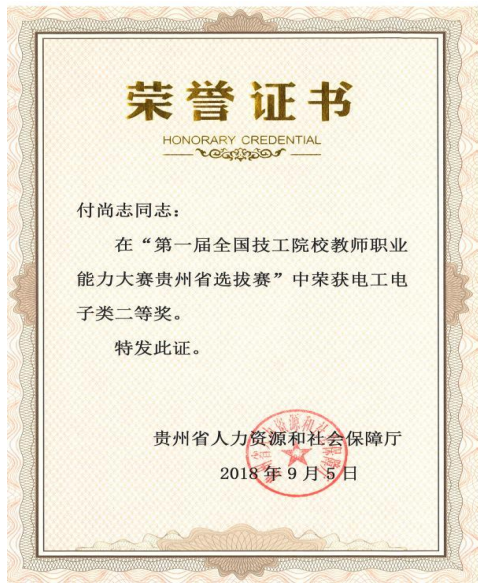 荣誉证书
HONORARY CREDENTIAL
付尚志同志：
在“第一届全国技工院校教师职业
能力大赛贵州省选拔赛”中荣获电工电
子类二等奖。
特发此证。
贵州省人力资源和社会保障厅
2018年9月5日